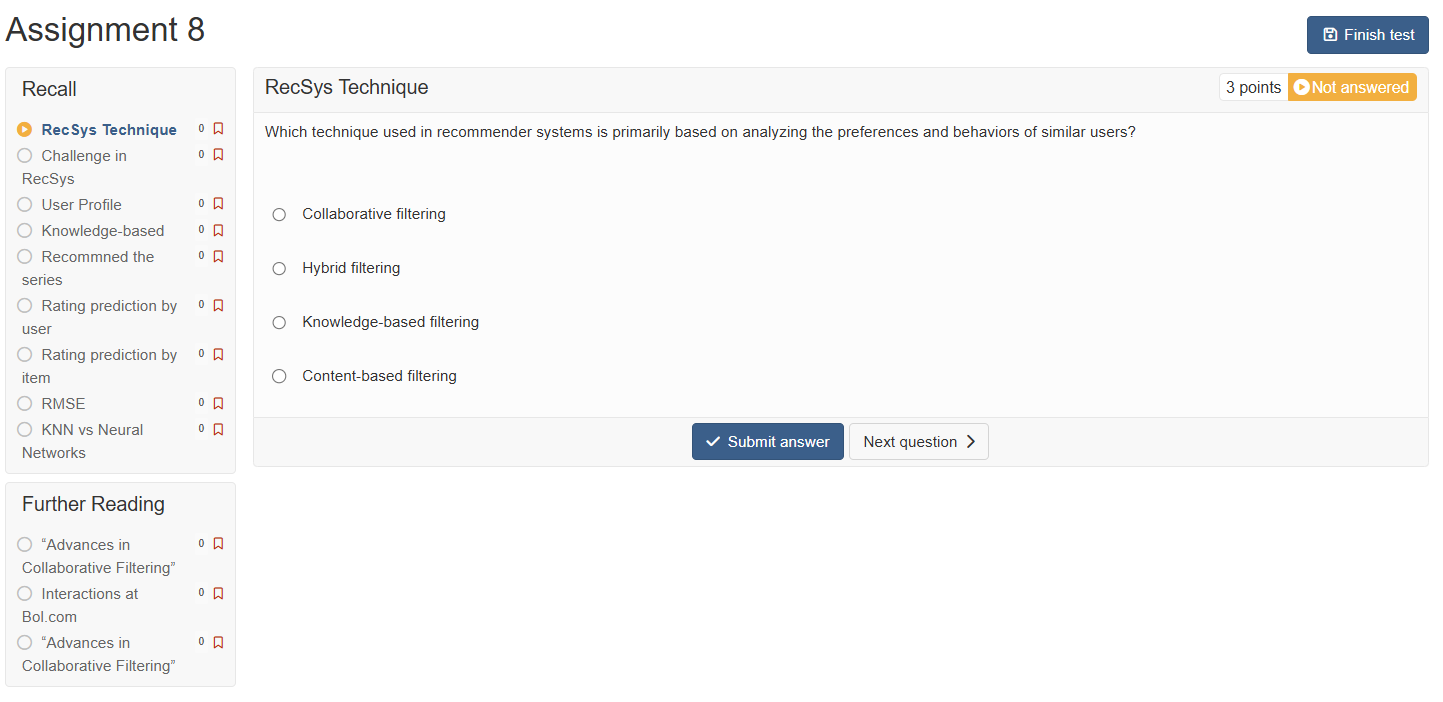 Assignment 8
Finish test
Recall
RecSys Technique 0
Challenge in 0
RecSys
User Profile 0
Knowledge-based 0
Recommned the 0
series
Rating prediction by 0
user
Rating prediction by 0
item
RMSE 0
KNN vs Neural 0
Networks
Further Reading
“Advances in 0
Collaborative Filtering”
Interactions at 0
Bol.com
“Advances in 0
Collaborative Filtering”
RecSys Technique
3 points Not answered
Which technique used in recommender systems is primarily based on analyzing the preferences and behaviors of similar users?
Collaborative filtering
Hybrid filtering
Knowledge-based filtering
Content-based filtering
Submit answer
Next question